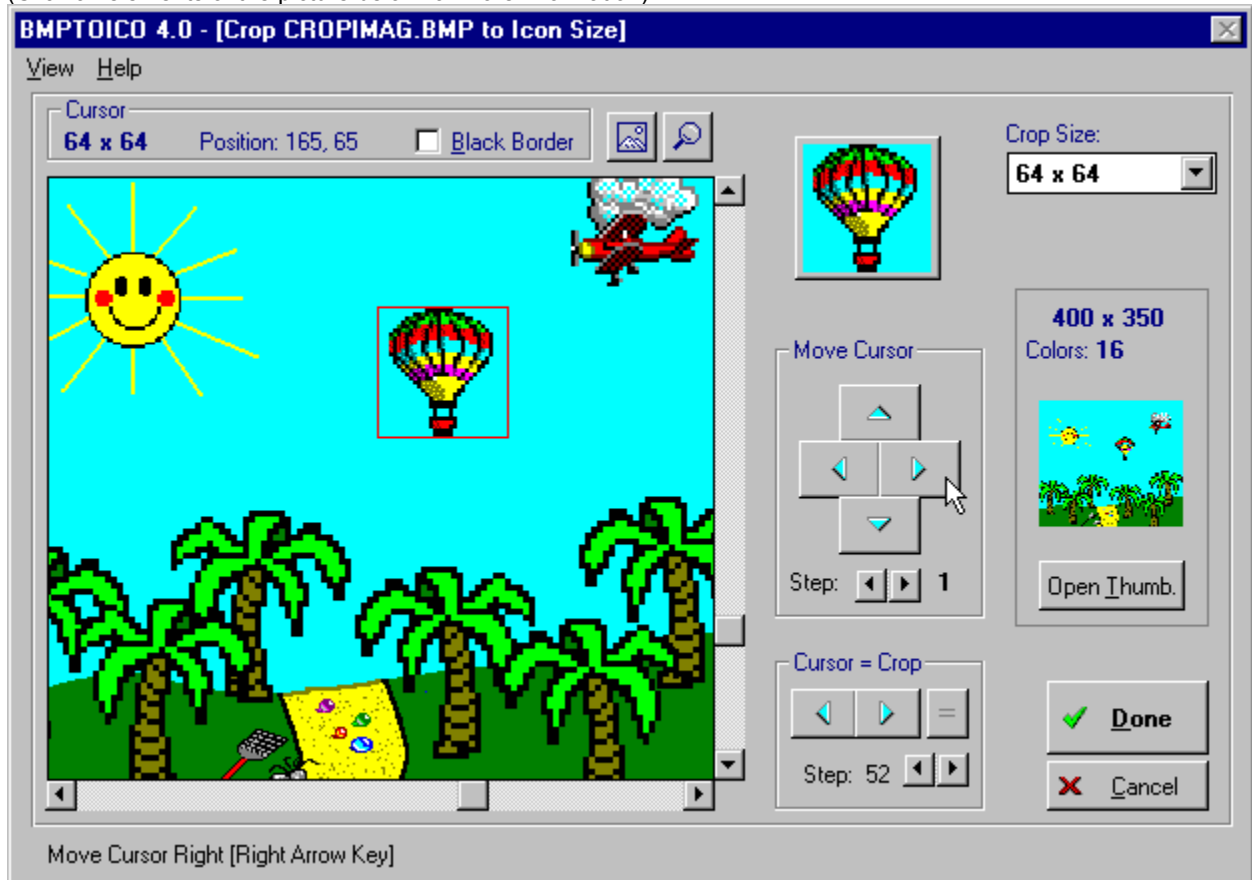 BMPTOICO 4.0 - [Crop CROPIMAG.BMP to Icon Size]
View Help
Cursor
64 x 64 Position: 165, 65 Black Border
Crop Size:
64 x 64
400 x 350
Colors: 16
Move Cursor
Step: 1
Open Thumb.
Cursor = Crop
=
Step: 52
Done
Cancel
Move Cursor Right [Right Arrow Key]